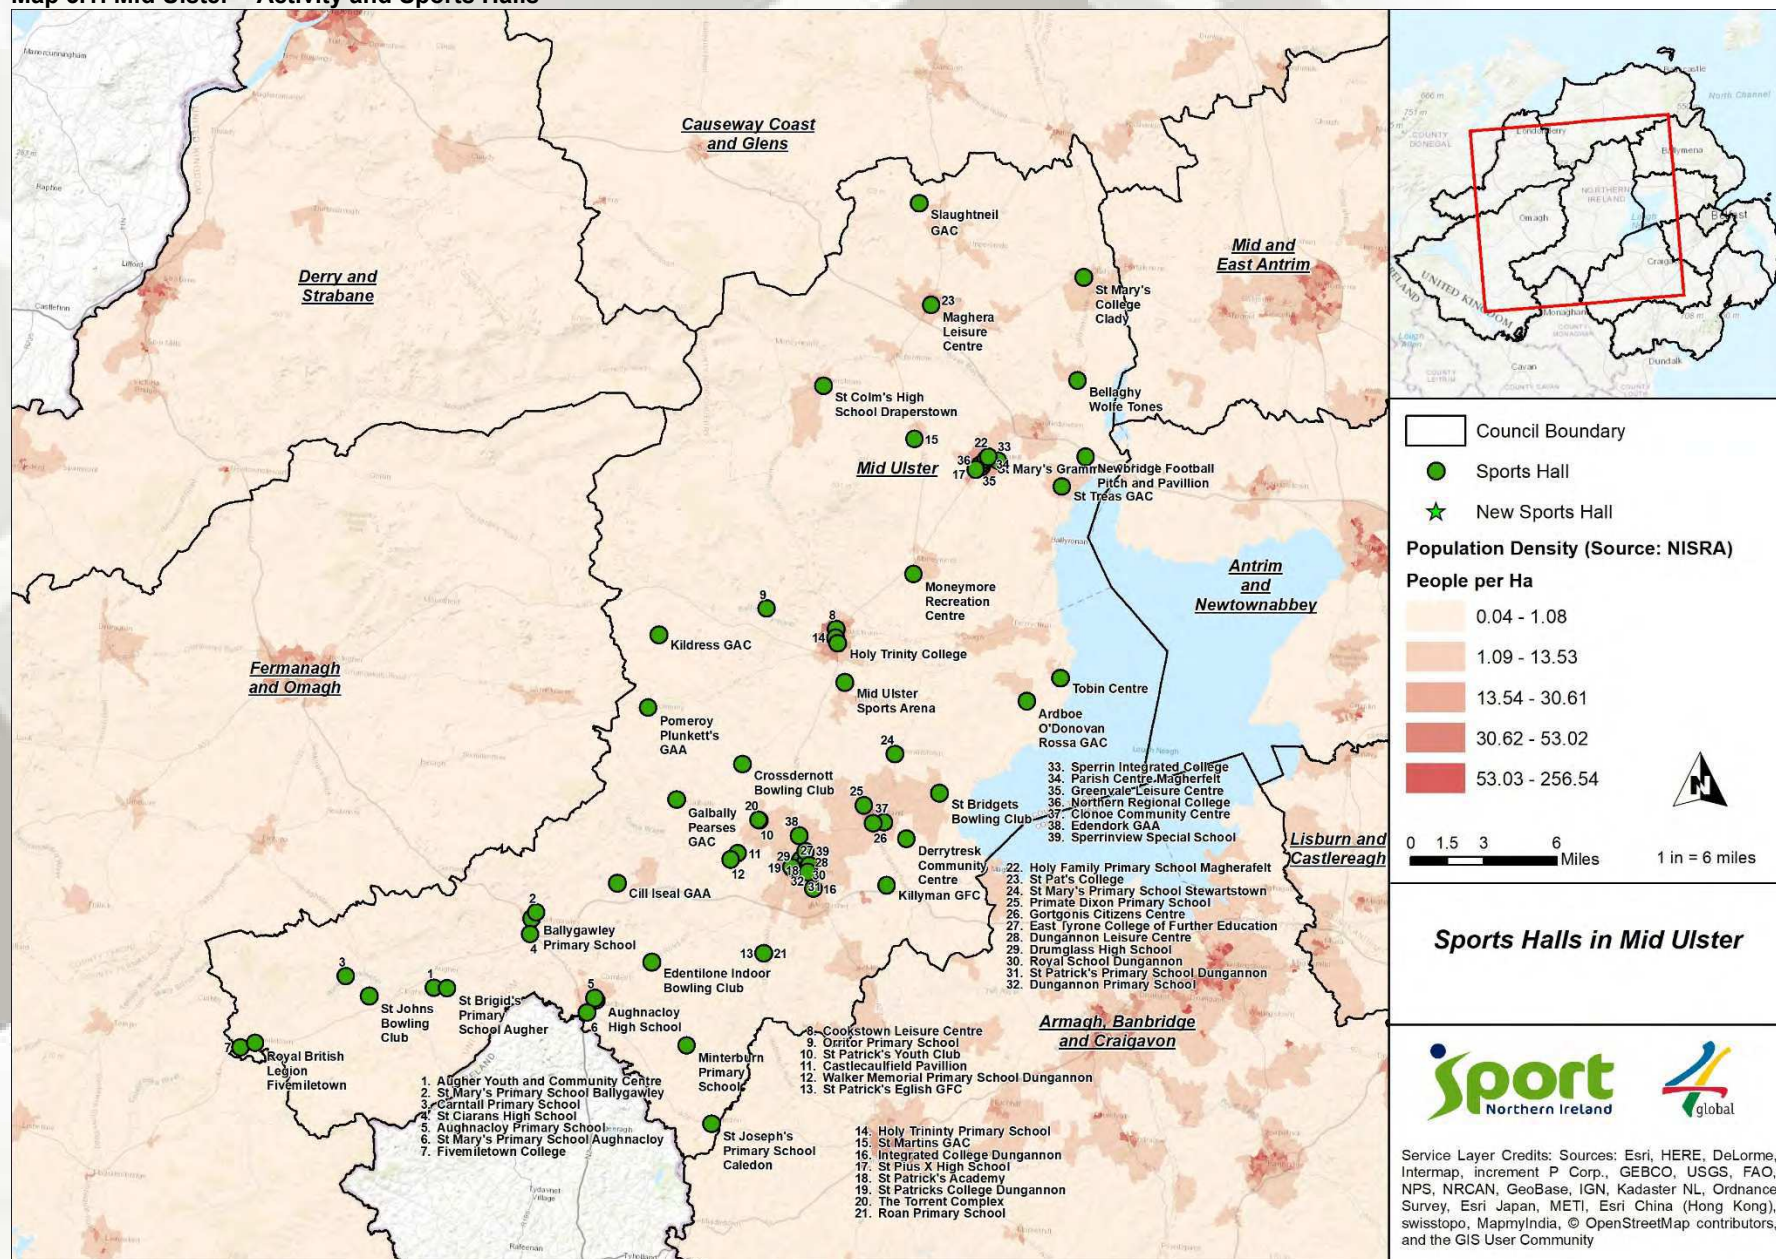 Map 6.1: Mid Ulster – Activity and Sports Halls
Causeway Coast
and Glens
Derry and
Strabane
Mid and
East Antrim
Slaughtneil
GAC
St Mary's
College
Clady
23
Maghera
Leisure
Centre
Bellaghy
Wolfe Tones
St Colm's High
School Draperstown
15
Mid Ulster
22
33
36
34
17
35
St Mary's Gramm
Newbridge Football
Pitch and Pavillion
St Treas GAC
Antrim
and
Newtownabbey
Moneymore
Recreation
Centre
9
8
14
Kildress GAC
Holy Trinity College
Fermanagh
and Omagh
Mid Ulster
Sports Arena
Tobin Centre
Ardboe
O'Donovan
Rossa GAC
Pomeroy
Plunkett's
GAA
24
Crossdernott
Bowling Club
33. Sperrin Integrated College
34. Parish Centre Magherfelt
35. Greenvale Leisure Centre
36. Northern Regional College
37. Clonoe Community Centre
38. Edendork GAA
39. Sperrinview Special School
25
37
26
St Bridgets
Bowling Club
Galbally
Pearses
GAC
20
10
38
Derrytresk
Community
Centre
11
12
29
27
39
19
18
28
30
32
31
16
Killyman GFC
Lisburn and
Castlereagh
22. Holy Family Primary School Magherafelt
23. St Pat's College
24. St Mary's Primary School Stewartstown
25. Primate Dixon Primary School
26. Gortgonis Citizens Centre
27. East Tyrone College of Further Education
28. Dungannon Leisure Centre
29. Drumglass High School
30. Royal School Dungannon
31. St Patrick's Primary School Dungannon
32. Dungannon Primary School
Cill Iseal GAA
2
4
Ballygawley
Primary School
13
21
Edentilone Indoor
Bowling Club
3
1
St Johns
Bowling
Club
St Brigid's
Primary
School Augher
5
6
Aughnacloy
High School
Armagh, Banbridge
and Craigavon
7
Royal British
Legion
Fivemiletown
Minterburn
Primary
School
8. Cookstown Leisure Centre
9. Orritor Primary School
10. St Patrick's Youth Club
11. Castlecaulfield Pavilion
12. Walker Memorial Primary School Dungannon
13. St Patrick's Eglish GFC
1. Augher Youth and Community Centre
2. St Mary's Primary School Ballygawley
3. Carntall Primary School
4. St Ciarans High School
5. Aughnacloy Primary School
6. St Mary's Primary School Aughnacloy
7. Fivemiletown College
St Joseph's
Primary School
Caledon
14. Holy Trininty Primary School
15. St Martins GAC
16. Integrated College Dungannon
17. St Pius X High School
18. St Patrick's Academy
19. St Patricks College Dungannon
20. The Torrent Complex
21. Roan Primary School
Council Boundary
Sports Hall
New Sports Hall
Population Density (Source: NISRA)
People per Ha
0.04 - 1.08
1.09 - 13.53
13.54 - 30.61
30.62 - 53.02
53.03 - 256.54
N
0 1.5 3 6
Miles
1 in = 6 miles
Sports Halls in Mid Ulster
Sport
Northern Ireland
4 global
Service Layer Credits: Sources: Esri, HERE, DeLorme,
Intermap, increment P Corp., GEBCO, USGS, FAO,
NPS, NRCAN, GeoBase, IGN, Kadaster NL, Ordnance
Survey, Esri Japan, METI, Esri China (Hong Kong),
swisstopo, MapmyIndia, © OpenStreetMap contributors,
and the GIS User Community